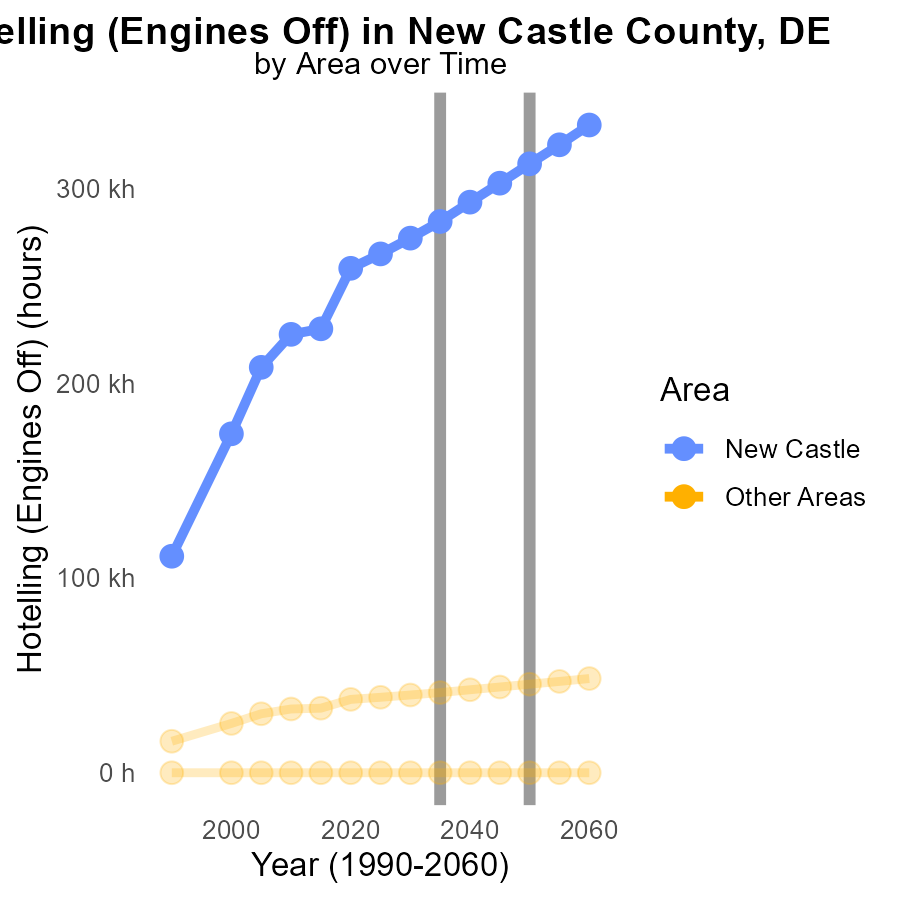 elling (Engines Off) in New Castle County, DE
by Area over Time
Hotelling (Engines Off) (hours)
300 kh
200 kh
100 kh
0 h
2000 2020 2040 2060
Year (1990-2060)
Area
New Castle
Other Areas